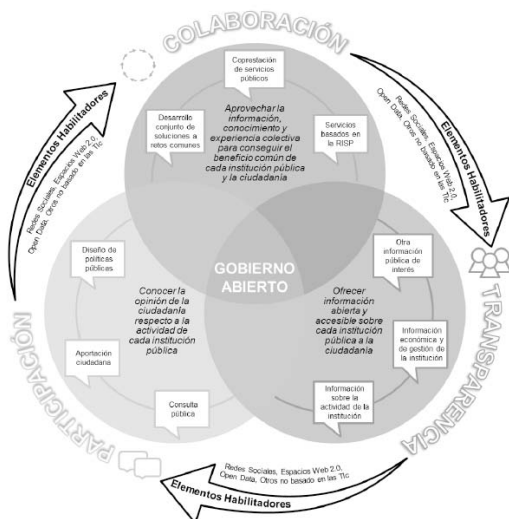 COLABORACIÓN
Coprestación
de servicios
públicos
Desarrollo
conjunto de
soluciones a
retos comunes
Aprovechar la
información,
conocimiento y
experiencia colectiva
para conseguir el
beneficio común de
cada institución pública
y la ciudadanía
Servicios
basados en
la RISP
Elementos Habilitadores
Redes Sociales, Espacios Web 2.0,
Open Data, Otros no basado en las TIc
Redes Sociales, Espacios Web 2.0,
Open Data, Otros no basado en las TIc
Elementos Habilitadores
GOBIERNO
ABIERTO
Diseño de
políticas
públicas
Conocer la
opinión de la
ciudadanía
respecto a la
actividad de
cada institución
pública
Aportación
ciudadana
Consulta
pública
PARTICIPACIÓN
Otra
información
pública de
interés
Ofrecer
información
abierta y
accesible sobre
cada institución
pública a la
ciudadanía
Información
económica y de
gestión de la
institución
Información
sobre la
actividad de la
institución
TRANSPARENCIA
Redes Sociales, Espacios Web 2.0,
Open Data, Otros no basado en las TIc
Elementos Habilitadores